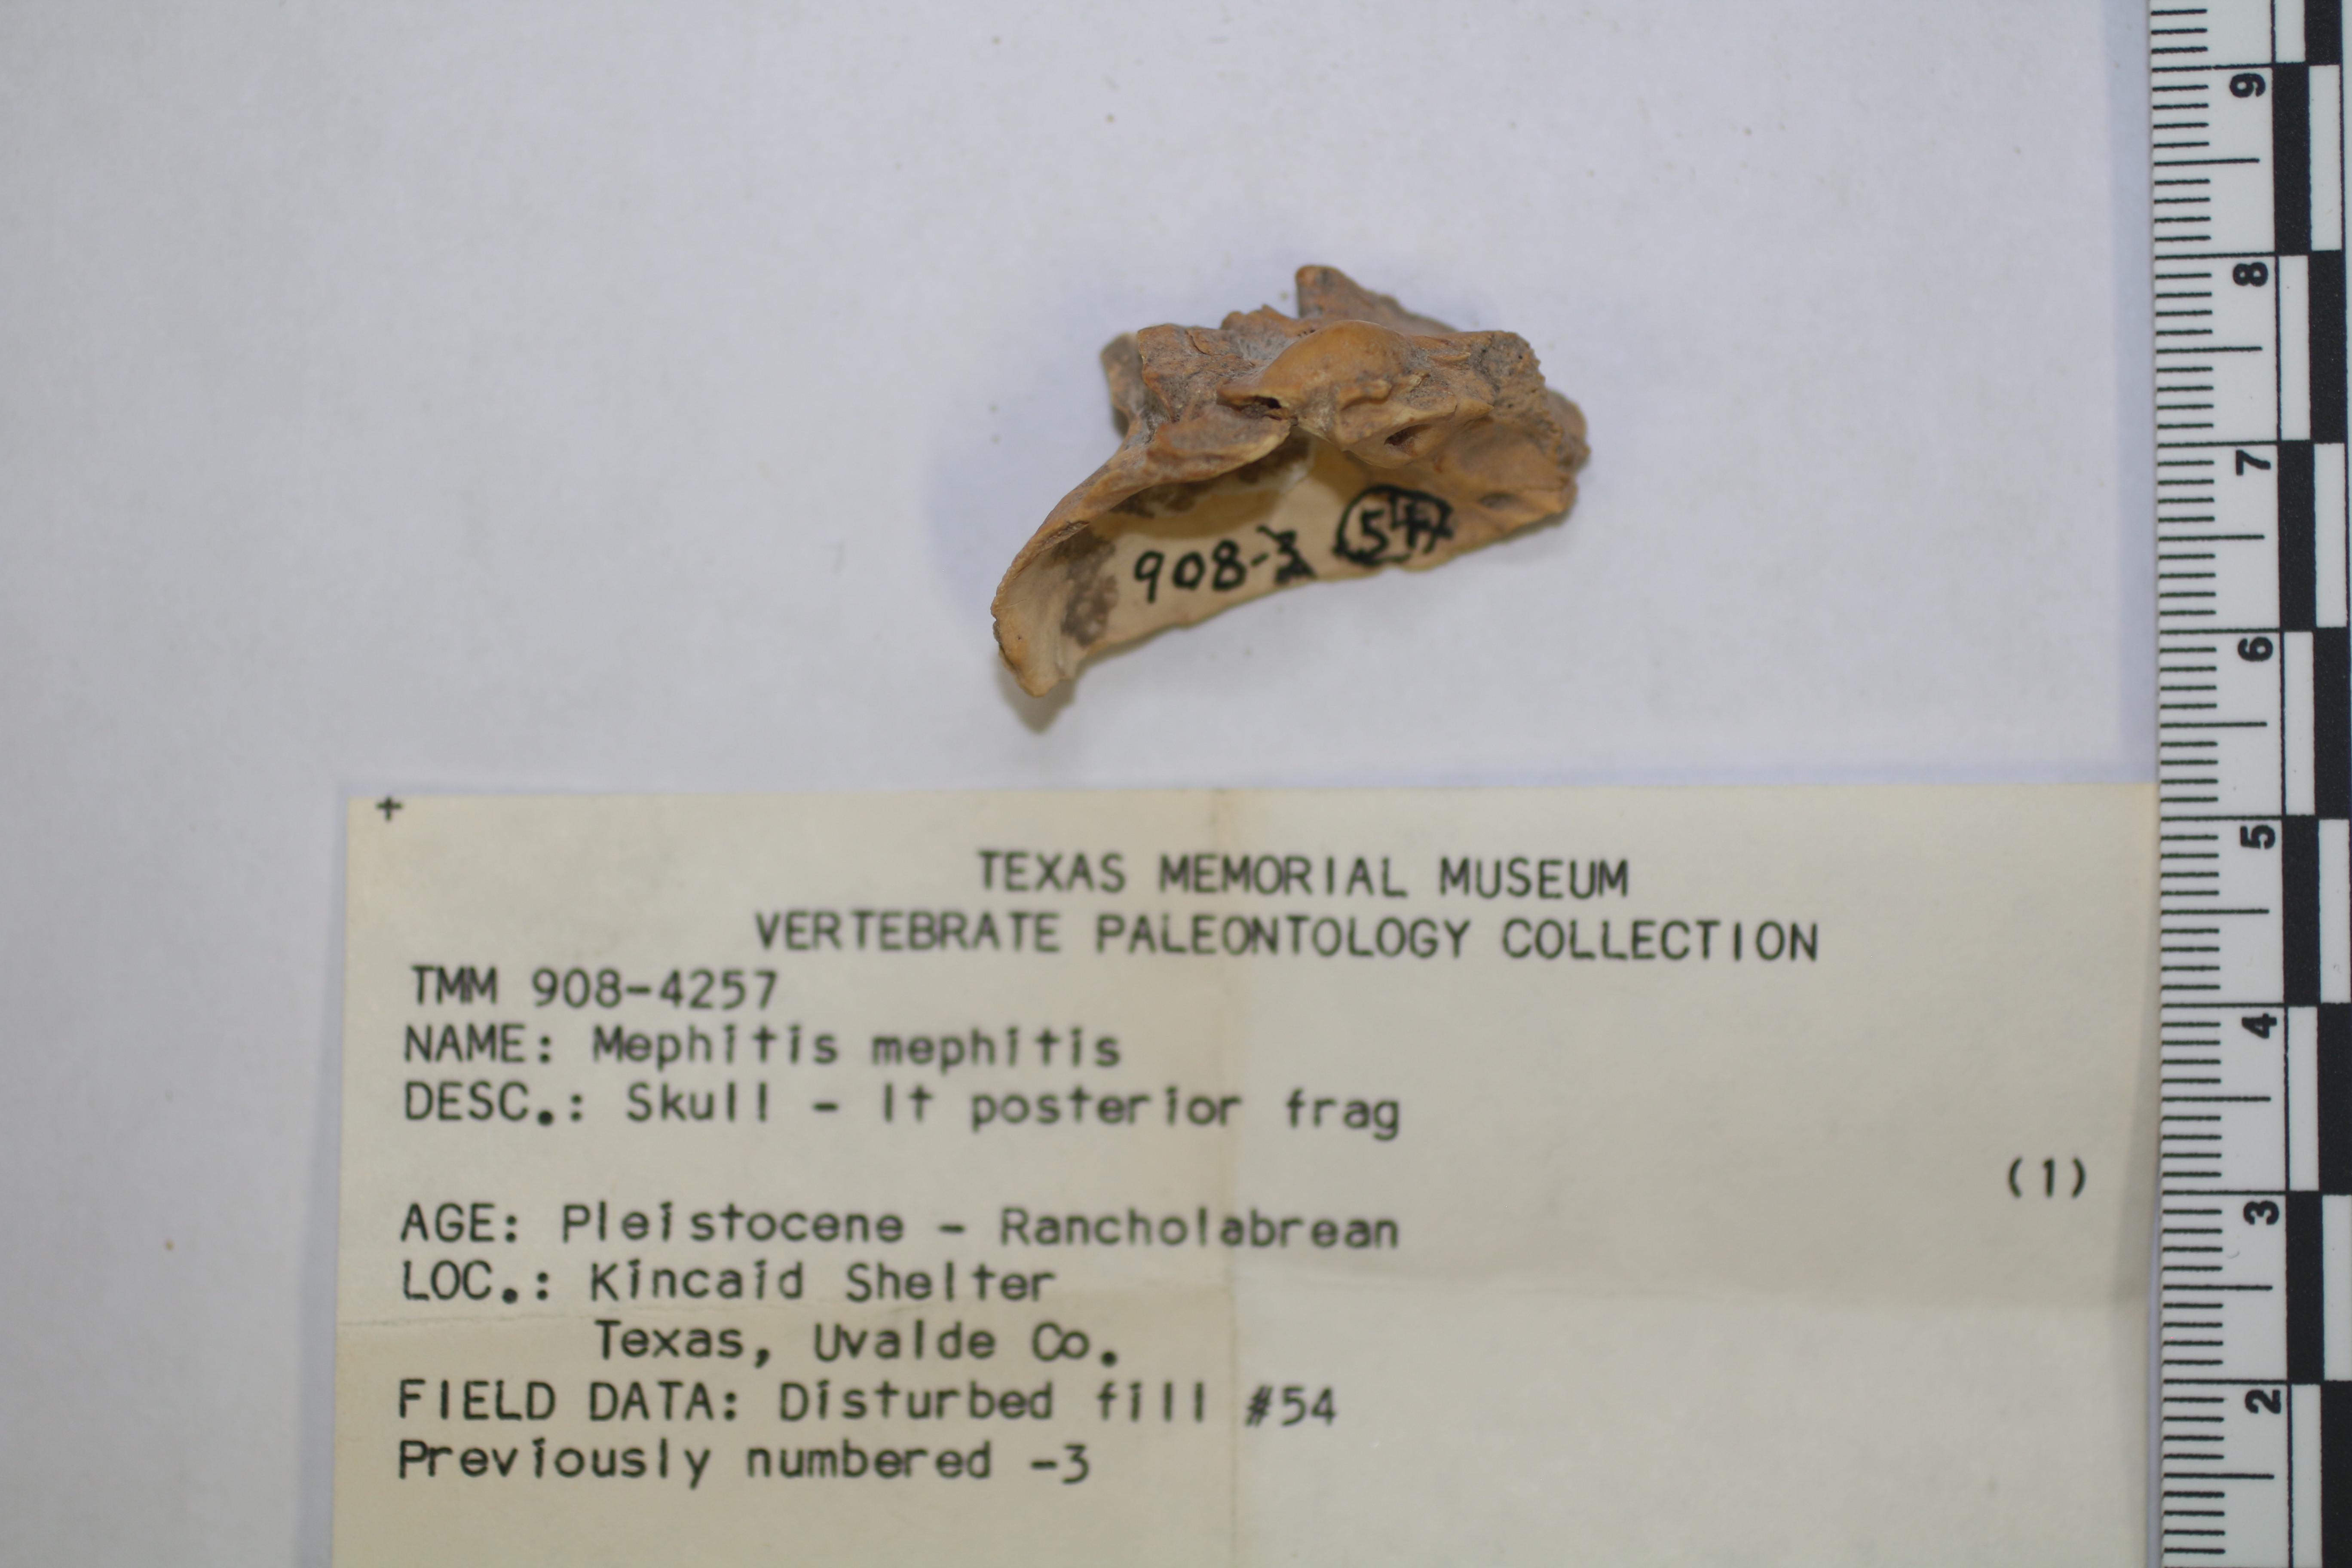 908-3 54
9
8
7
6
5
4
3
2
+
TEXAS MEMORIAL MUSEUM
VERTEBRATE PALEONTOLOGY COLLECTION
TMM 908-4257
NAME: Mephitis mephitis
DESC.: Skull - lt posterior frag
(1)
AGE: Pleistocene - Rancholabrean
LOC.: Kincaid Shelter
Texas, Uvalde Co.
FIELD DATA: Disturbed fill #54
Previously numbered -3